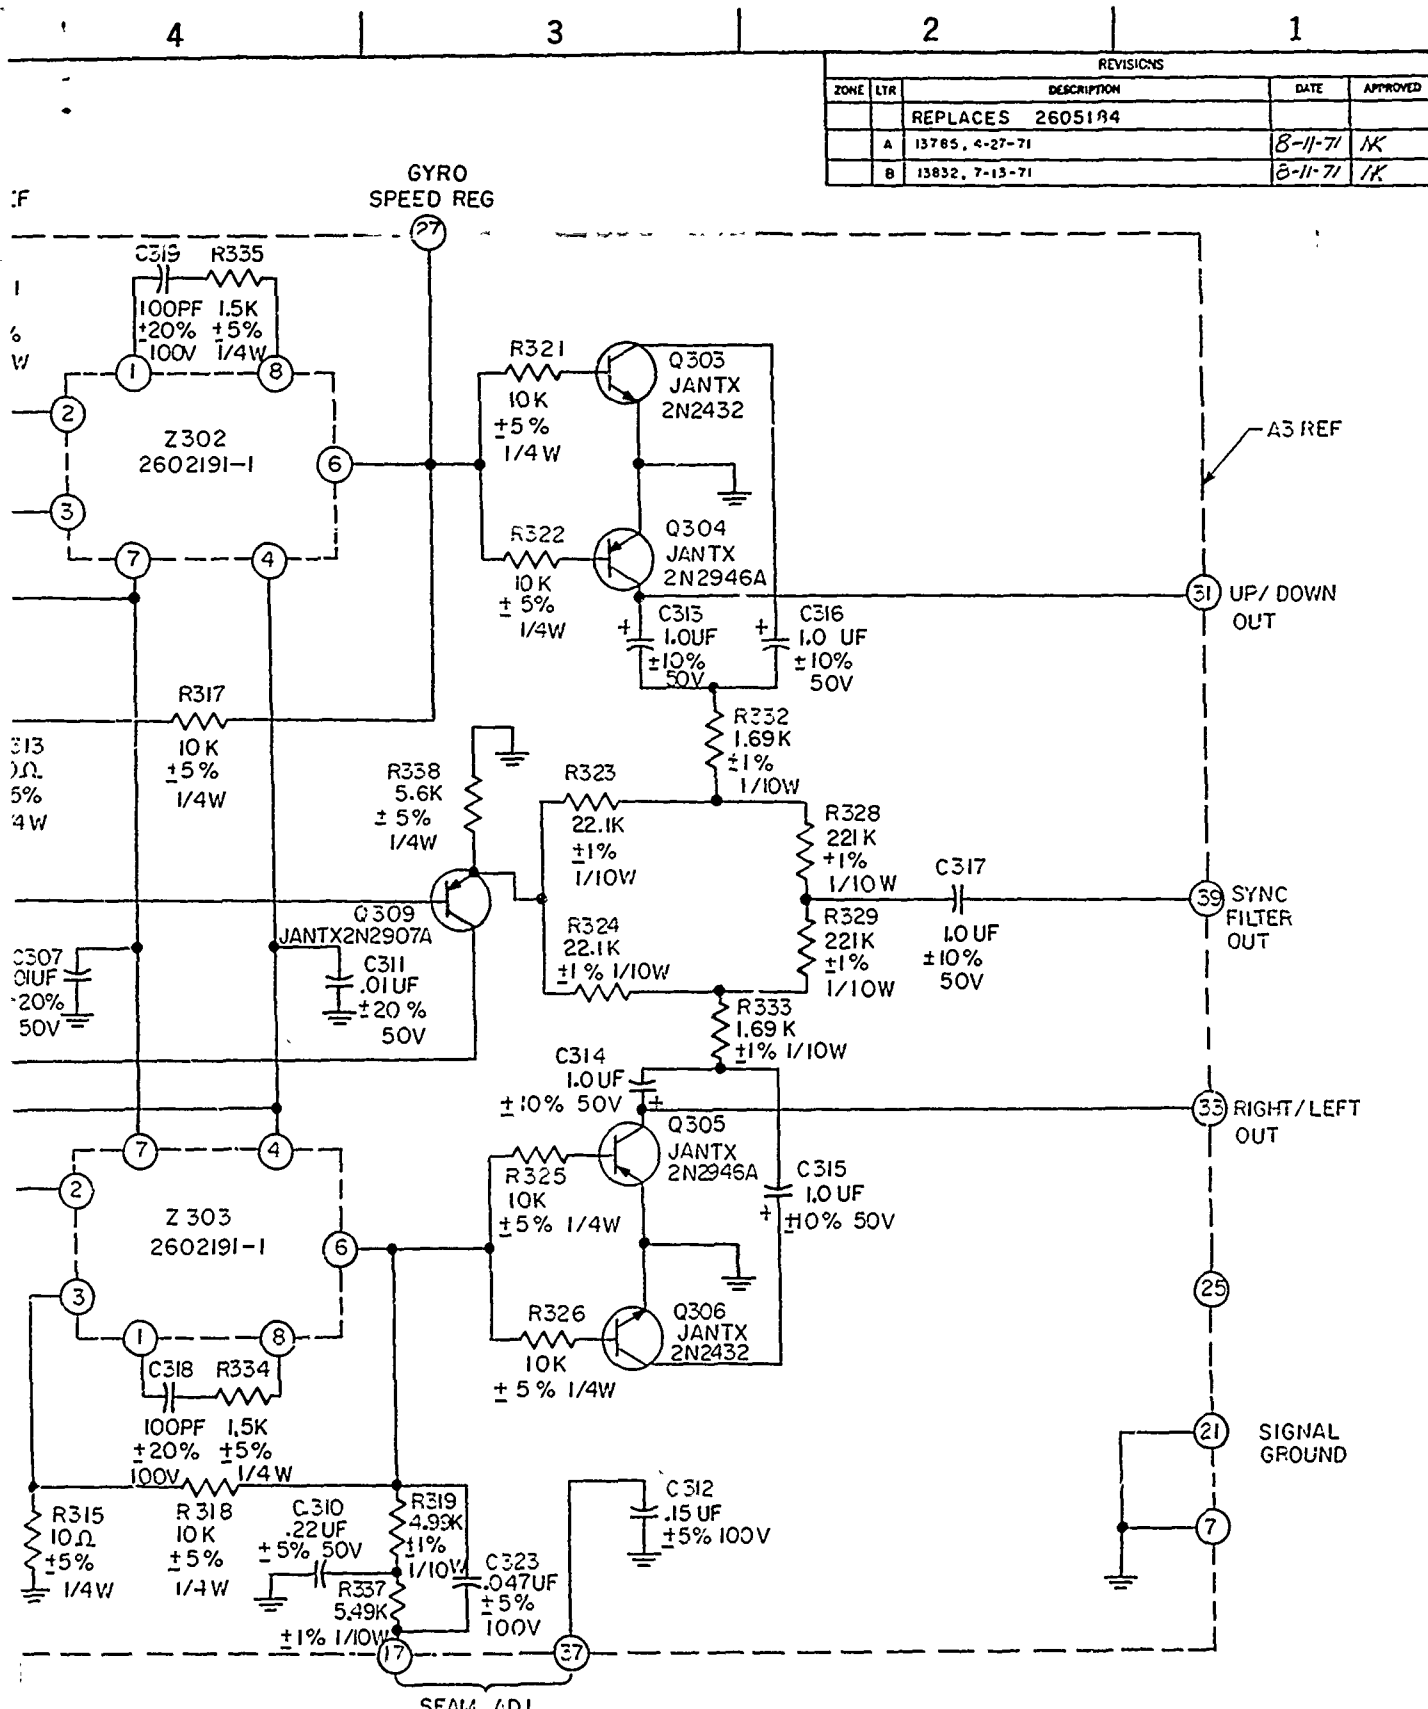 4
3
2
1
REVISIONS
ZONE LTR DESCRIPTION DATE APPROVED
REPLACES 2605184
A 13785, 4-27-71 8-11-71 1K
B 13832, 7-13-71 8-11-71 1K
GYRO
SPEED REG
27
C319 R335
100PF 1.5K
±20% ±5%
100V 1/4W
1
8
2
Z302
2602191-1
6
3
7
4
R321
10K
±5%
1/4W
Q303
JANTX
2N2432
R322
10K
± 5%
1/4W
Q304
JANTX
2N2946A
A3 REF
31
UP/DOWN
OUT
+
C313
1.0UF
±10%
50V
+
C316
1.0 UF
±10%
50V
R317
10K
±5%
1/4W
R332
1.69K
±1%
1/10W
R338
5.6K
± 5%
1/4W
R323
22.1K
±1%
1/10W
R328
221K
±1%
1/10W
C317
1.0UF
±10%
50V
39
SYNC
FILTER
OUT
Q309
JANTX2N2907A
R324
22.1K
±1% 1/10W
R329
221K
±1%
1/10W
C307
20%
50V
C311
.01UF
±20%
50V
R333
1.69K
±1% 1/10W
C314
1.0UF
±10% 50V
+
33
RIGHT/LEFT
OUT
Q305
JANTX
2N2946A
7
4
2
Z303
2602191-1
6
3
1
8
R325
10K
±5% 1/4W
C315
1.0UF
+
±10% 50V
25
R326
10K
± 5% 1/4W
Q306
JANTX
2N2432
C318 R334
100PF 1.5K
±20% ±5%
100V 1/4W
21
SIGNAL
GROUND
7
R315
10Ω
±5%
1/4W
R318
10K
±5%
1/4W
C310
.22UF
±5% 50V
R319
4.99K
±1%
1/10W
C323
.047UF
±5%
100V
R337
5.49K
±1% 1/10W
C312
.15UF
±5% 100V
17
37